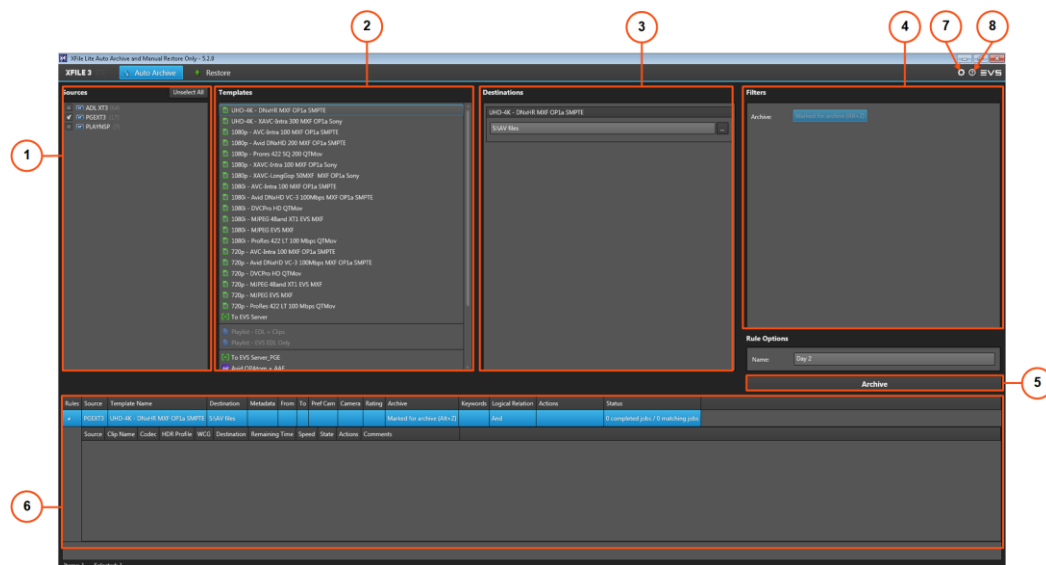 2
3
4
7
8
XFile Lite Auto Archive and Manual Restore Only - 5.2.0
XFILE 3
Auto Archive
Restore
EVS
Sources
Unselect All
Templates
Destinations
Filters
ADL XT3
PGEXT3 (17)
PLAYNSP
UHD-4K - DNxHR MXF OP1a SMPTE
UHD-4K - XAVC-Intra 300 MXF OP1a Sony
1080p - AVC-Intra 100 MXF OP1a SMPTE
1080p - Avid DNxHD 200 MXF OP1a SMPTE
1080p - Prores 422 SQ 200 QTMov
1080p - XAVC-Intra 100 MXF OP1a Sony
1080p - XAVC-LongGop 50MXF MXF OP1a Sony
1080i - AVC-Intra 100 MXF OP1a SMPTE
1080i - Avid DNxHD VC-3 100Mbps MXF OP1a SMPTE
1080i - DVCPro HD QTMov
1080i - MJPEG 4Band XT1 EVS MXF
1080i - MJPEG EVS MXF
1080i - ProRes 422 LT 100 Mbps QTMov
720p - AVC-Intra 100 MXF OP1a SMPTE
720p - Avid DNxHD VC-3 100Mbps MXF OP1a SMPTE
720p - DVCPro HD QTMov
720p - MJPEG 4Band XT1 EVS MXF
720p - MJPEG EVS MXF
720p - ProRes 422 LT 100 Mbps QTMov
To EVS Server
Playlist - EDL + Clips
Playlist - EVS EDL Only
To EVS Server_PGE
Avid OPAtom + AAF
UHD-4K - DNxHR MXF OP1a SMPTE
S:\AV files
...
Archive:
Marked for archive (Alt+Z)
1
Rule Options
Name:
Day 2
Archive
5
Rules Source Template Name Destination Metadata From To Pref Cam Camera Rating Archive Keywords Logical Relation Actions Status
PGEXT3 UHD-4K - DNxHR MXF OP1a SMPTE S:\AV files Marked for archive (Alt+Z) And 0 completed jobs / 0 matching jobs
Source Clip Name Codec HDR Profile WCG Destination Remaining Time Speed State Actions Comments
6